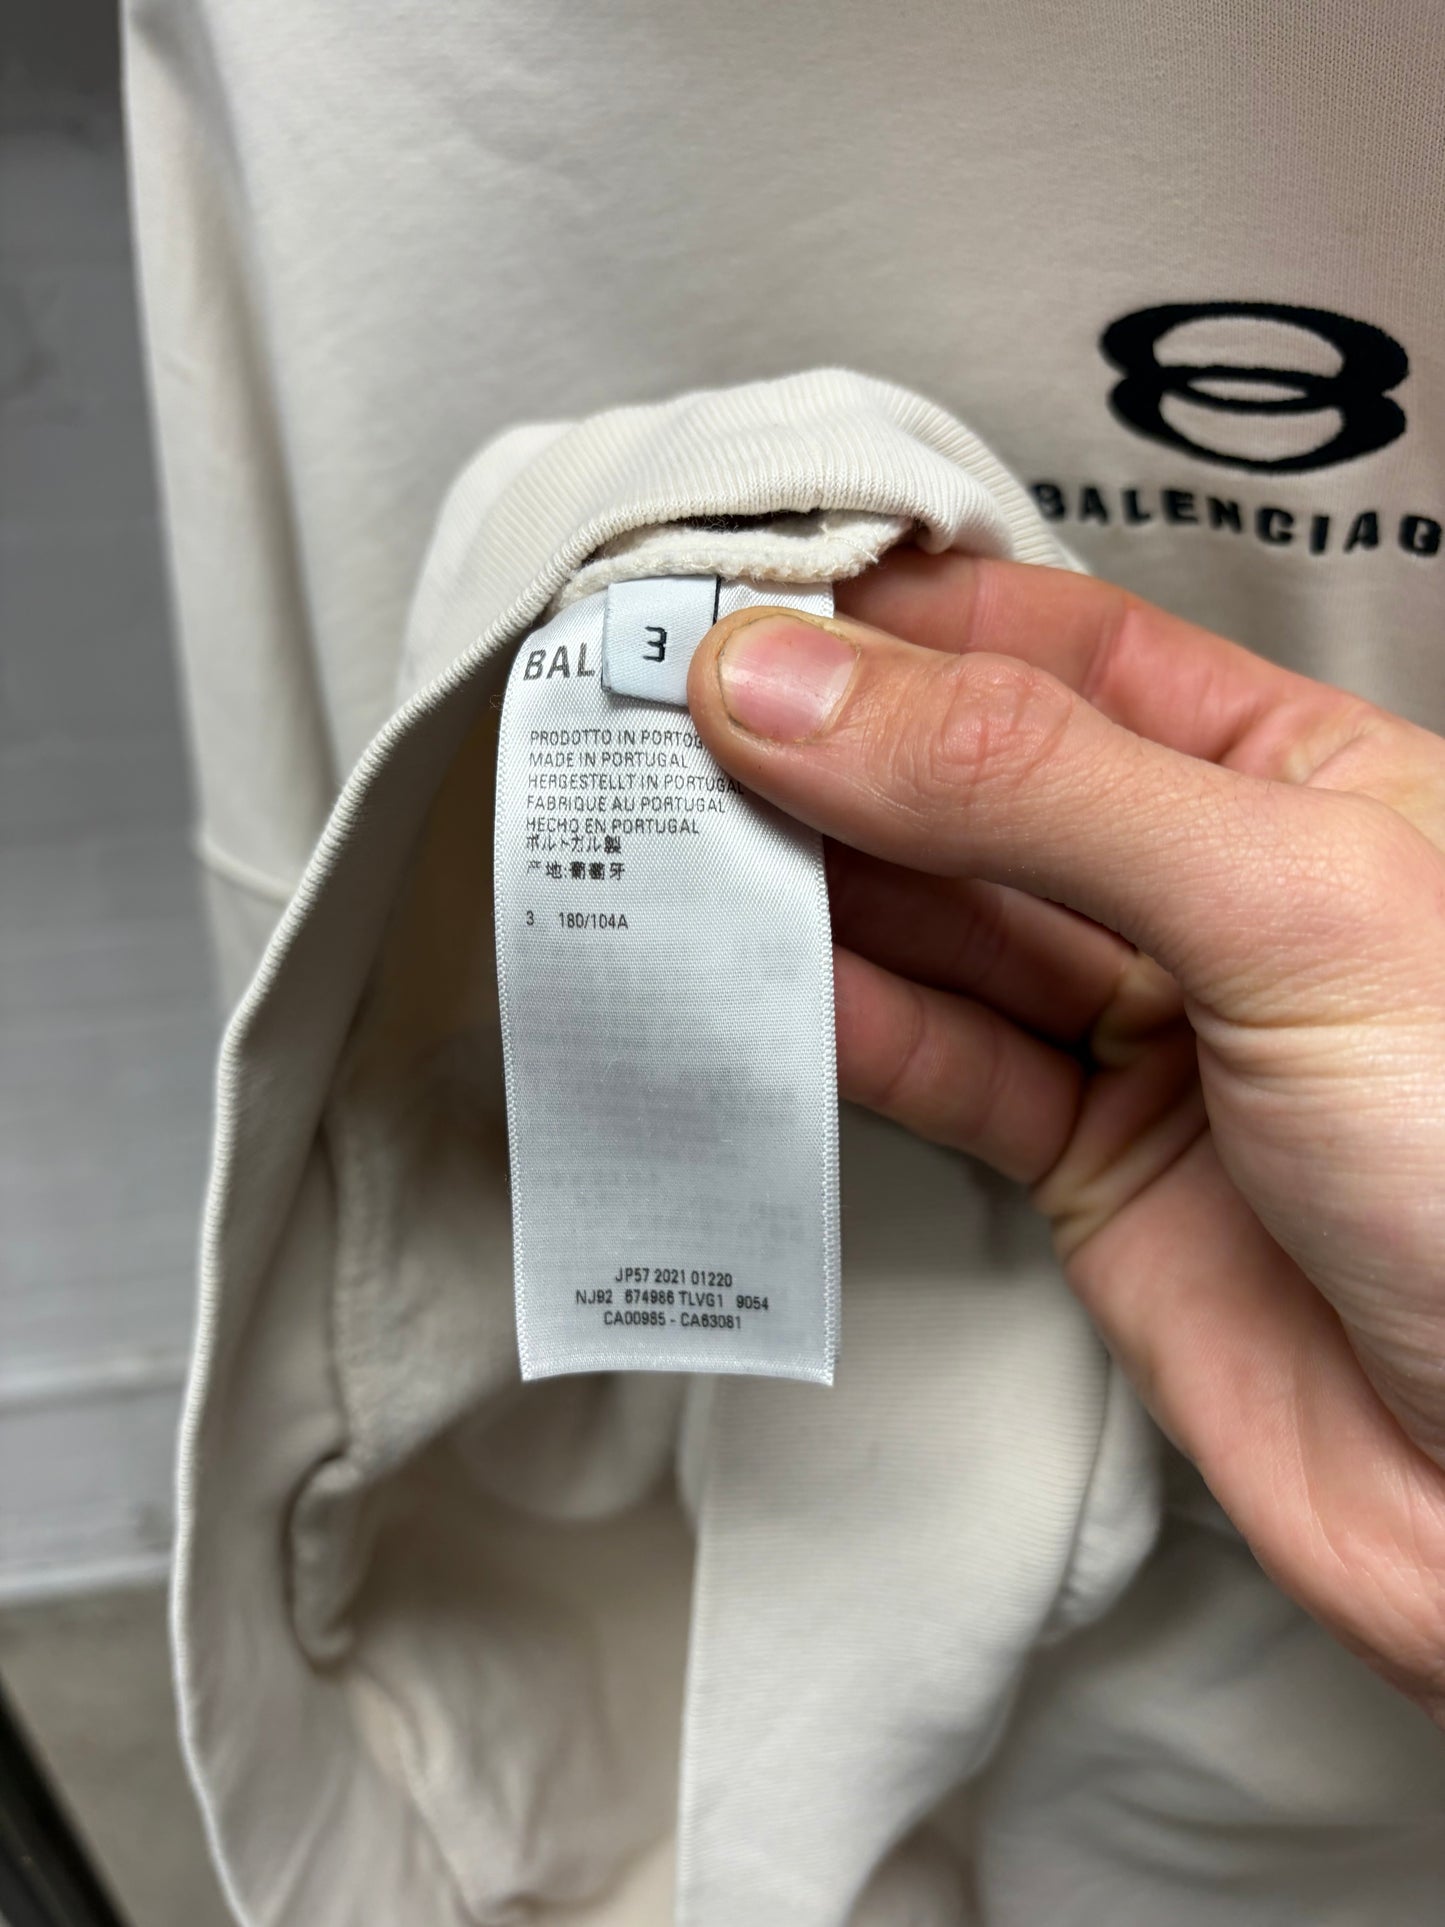 BALENCIAG
BAL
3
PRODOTTO IN PORTOG
MADE IN PORTUGAL
HERGESTELLT IN PORTUGAL
FABRIQUE AU PORTUGAL
HECHO EN PORTUGAL
ポルトガル製
产地:葡萄牙
3 180/104A
JP57 2021 01220
NJ92 674986 TLVG1 9054
CA00985 - CA63081